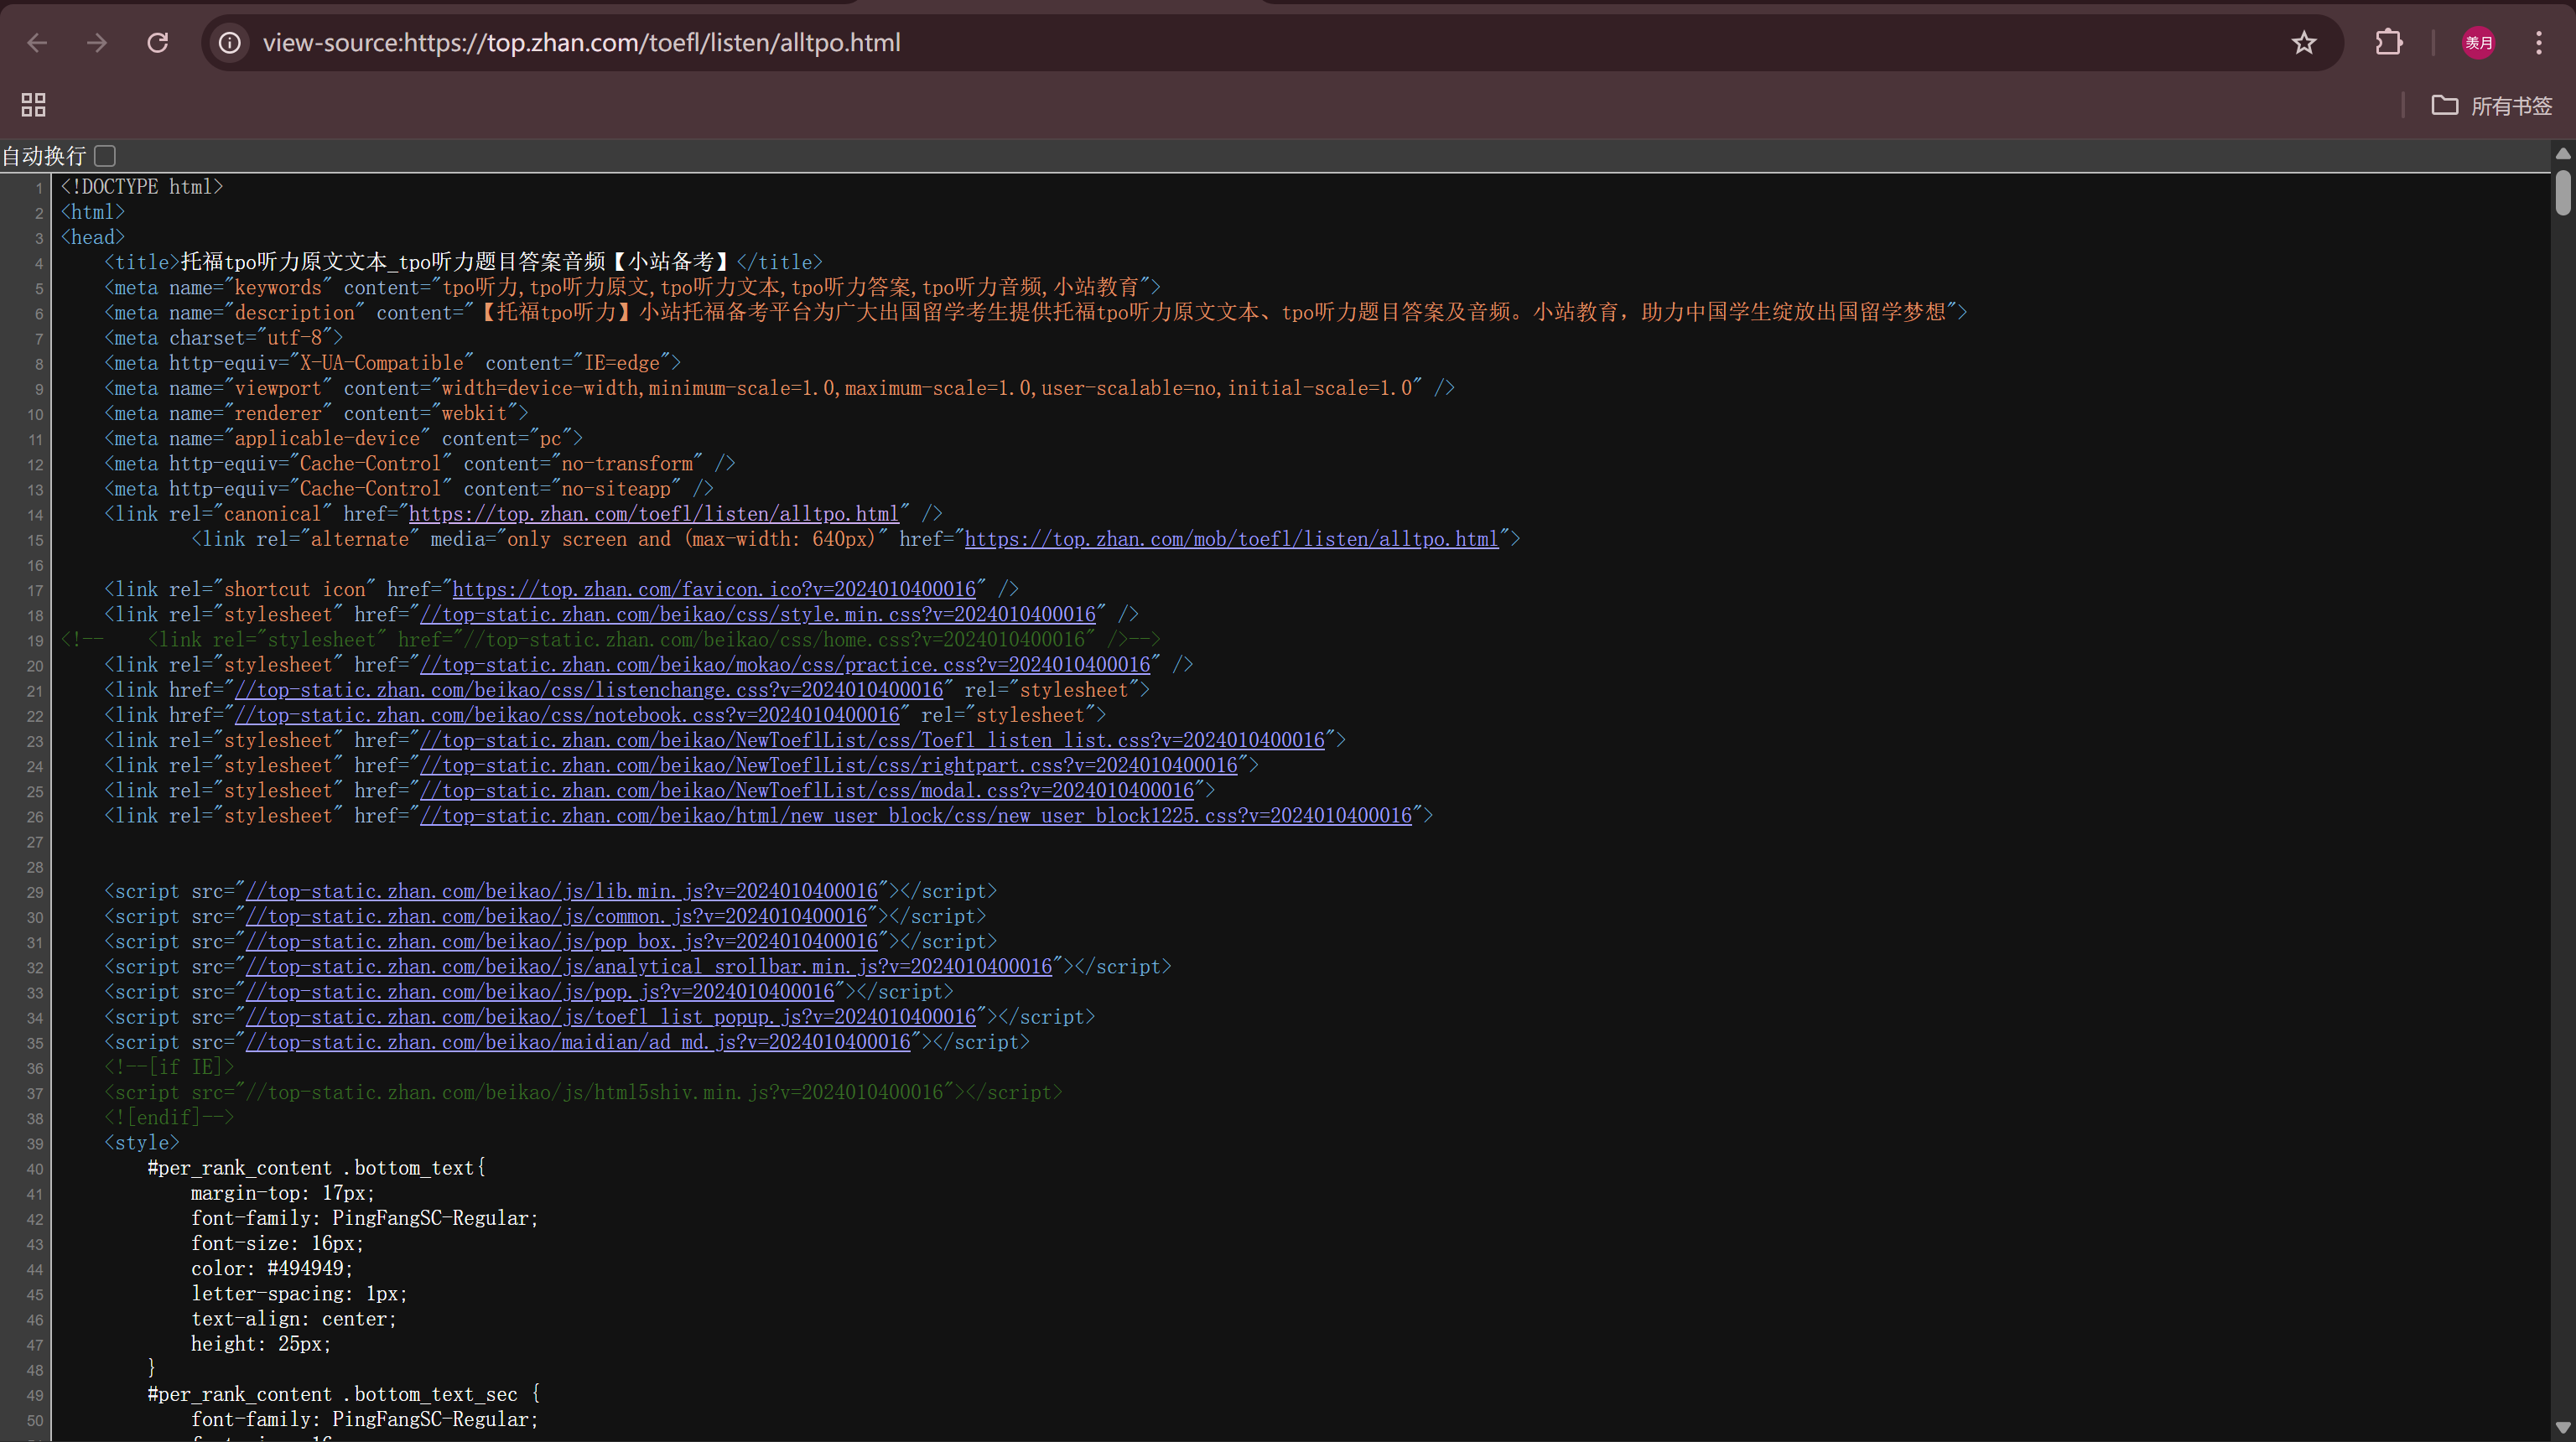 view-source:https://top.zhan.com/toefl/listen/alltpo.html
羡月
所有书签
自动换行
1 <!DOCTYPE html>
2 <html>
3 <head>
4 <title>托福tpo听力原文文本_tpo听力题目答案音频【小站备考】</title>
5 <meta name="keywords" content="tpo听力,tpo听力原文,tpo听力文本,tpo听力答案,tpo听力音频,小站教育">
6 <meta name="description" content="【托福tpo听力】小站托福备考平台为广大出国留学考生提供托福tpo听力原文文本、tpo听力题目答案及音频。小站教育，助力中国学生绽放出国留学梦想">
7 <meta charset="utf-8">
8 <meta http-equiv="X-UA-Compatible" content="IE=edge">
9 <meta name="viewport" content="width=device-width,minimum-scale=1.0,maximum-scale=1.0,user-scalable=no,initial-scale=1.0" />
10 <meta name="renderer" content="webkit">
11 <meta name="applicable-device" content="pc">
12 <meta http-equiv="Cache-Control" content="no-transform" />
13 <meta http-equiv="Cache-Control" content="no-siteapp" />
14 <link rel="canonical" href="https://top.zhan.com/toefl/listen/alltpo.html" />
15 <link rel="alternate" media="only screen and (max-width: 640px)" href="https://top.zhan.com/mob/toefl/listen/alltpo.html">
16
17 <link rel="shortcut icon" href="https://top.zhan.com/favicon.ico?v=2024010400016" />
18 <link rel="stylesheet" href="//top-static.zhan.com/beikao/css/style.min.css?v=2024010400016" />
19 <!-- <link rel="stylesheet" href="//top-static.zhan.com/beikao/css/home.css?v=2024010400016" />-->
20 <link rel="stylesheet" href="//top-static.zhan.com/beikao/mokao/css/practice.css?v=2024010400016" />
21 <link href="//top-static.zhan.com/beikao/css/listenchange.css?v=2024010400016" rel="stylesheet">
22 <link href="//top-static.zhan.com/beikao/css/notebook.css?v=2024010400016" rel="stylesheet">
23 <link rel="stylesheet" href="//top-static.zhan.com/beikao/NewToeflList/css/Toefl_listen_list.css?v=2024010400016">
24 <link rel="stylesheet" href="//top-static.zhan.com/beikao/NewToeflList/css/rightpart.css?v=2024010400016">
25 <link rel="stylesheet" href="//top-static.zhan.com/beikao/NewToeflList/css/modal.css?v=2024010400016">
26 <link rel="stylesheet" href="//top-static.zhan.com/beikao/html/new_user_block/css/new_user_block1225.css?v=2024010400016">
27
28
29 <script src="//top-static.zhan.com/beikao/js/lib.min.js?v=2024010400016"></script>
30 <script src="//top-static.zhan.com/beikao/js/common.js?v=2024010400016"></script>
31 <script src="//top-static.zhan.com/beikao/js/pop_box.js?v=2024010400016"></script>
32 <script src="//top-static.zhan.com/beikao/js/analytical_srollbar.min.js?v=2024010400016"></script>
33 <script src="//top-static.zhan.com/beikao/js/pop.js?v=2024010400016"></script>
34 <script src="//top-static.zhan.com/beikao/js/toefl_list_popup.js?v=2024010400016"></script>
35 <script src="//top-static.zhan.com/beikao/maidian/ad_md.js?v=2024010400016"></script>
36 <!--[if IE]>
37 <script src="//top-static.zhan.com/beikao/js/html5shiv.min.js?v=2024010400016"></script>
38 <![endif]-->
39 <style>
40 #per_rank_content .bottom_text{
41 margin-top: 17px;
42 font-family: PingFangSC-Regular;
43 font-size: 16px;
44 color: #494949;
45 letter-spacing: 1px;
46 text-align: center;
47 height: 25px;
48 }
49 #per_rank_content .bottom_text_sec {
50 font-family: PingFangSC-Regular;